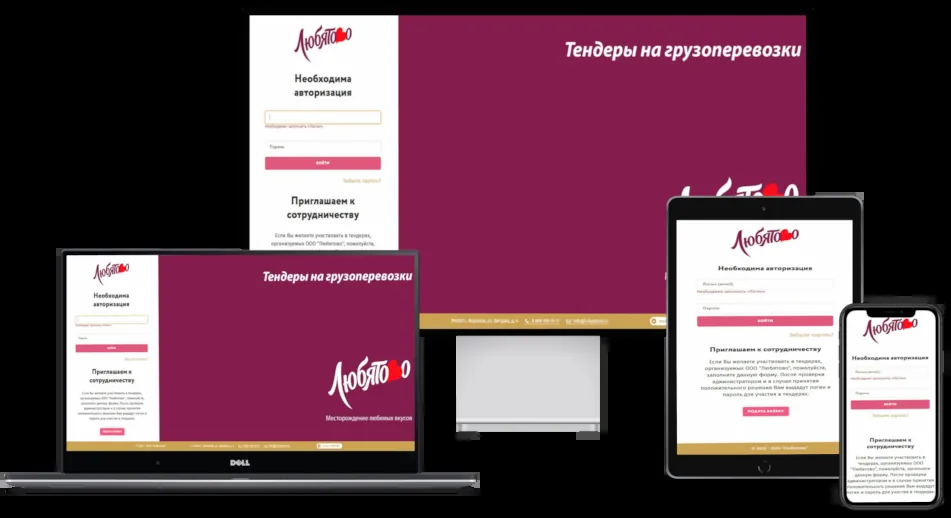 Любятово
Необходима
авторизация
Необходимо заполнить «Логин».
Пароль
ВОЙТИ
Забыли пароль?
Приглашаем к
сотрудничеству
Если Вы желаете участвовать в тендерах,
организуемых ООО "Любятово", пожалуйста,
Тендеры на грузоперевозки
Любятово
Любятово
Необходима
авторизация
Пароль
ВОЙТИ
Приглашаем к
сотрудничеству
Если Вы желаете участвовать в тендерах,
организуемых ООО "Любятово", пожалуйста,
заполните данную форму. После проверки
администратором и в случае принятия
положительного решения Вам выдадут логин и
пароль для участия в тендерах.
ПОДАТЬ ЗАЯВКУ
Тендеры на грузоперевозки
Любятово
Месторождение любимых вкусов
DELL
Любятово
Необходима авторизация
Логин (email)
Необходимо заполнить «Логин».
Пароль
ВОЙТИ
Забыли пароль?
Приглашаем к сотрудничеству
Если Вы желаете участвовать в тендерах,
организуемых ООО "Любятово", пожалуйста,
заполните данную форму. После проверки
администратором и в случае принятия
положительного решения Вам выдадут логин и
пароль для участия в тендерах.
ПОДАТЬ ЗАЯВКУ
Любятово
Необходима авторизация
Логин (email)
Необходимо заполнить «Логин».
Пароль
ВОЙТИ
Забыли пароль?
Приглашаем к
сотрудничеству
Если Вы желаете участвовать в
тендерах, организуемых ООО
"Любятово", пожалуйста, заполните
данную форму. После проверки
администратором и в случае принятия
положительного решения Вам выдадут
логин и пароль для участия в тендерах.